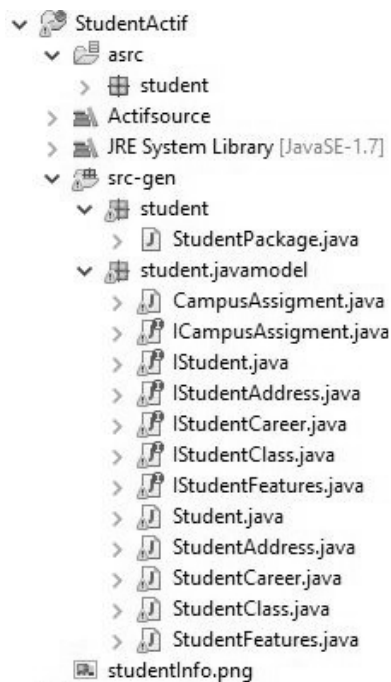 StudentActif
asrc
student
Actifsource
JRE System Library [JavaSE-1.7]
src-gen
student
StudentPackage.java
student.javamodel
CampusAssigment.java
ICampusAssigment.java
IStudent.java
IStudentAddress.java
IStudentCareer.java
IStudentClass.java
IStudentFeatures.java
Student.java
StudentAddress.java
StudentCareer.java
StudentClass.java
StudentFeatures.java
studentInfo.png